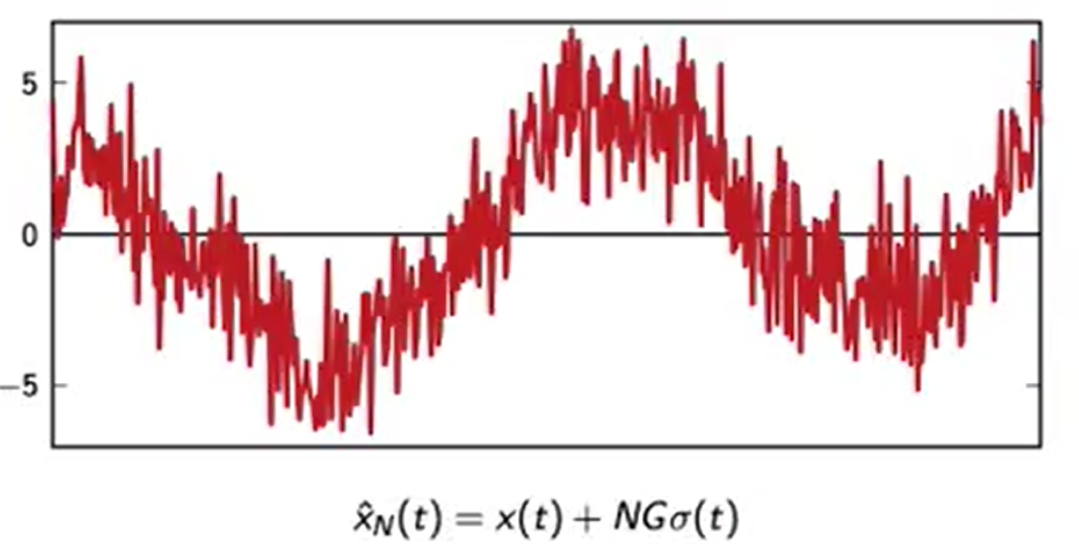 5
0
−5
x̂_N(t) = x(t) + NGσ(t)